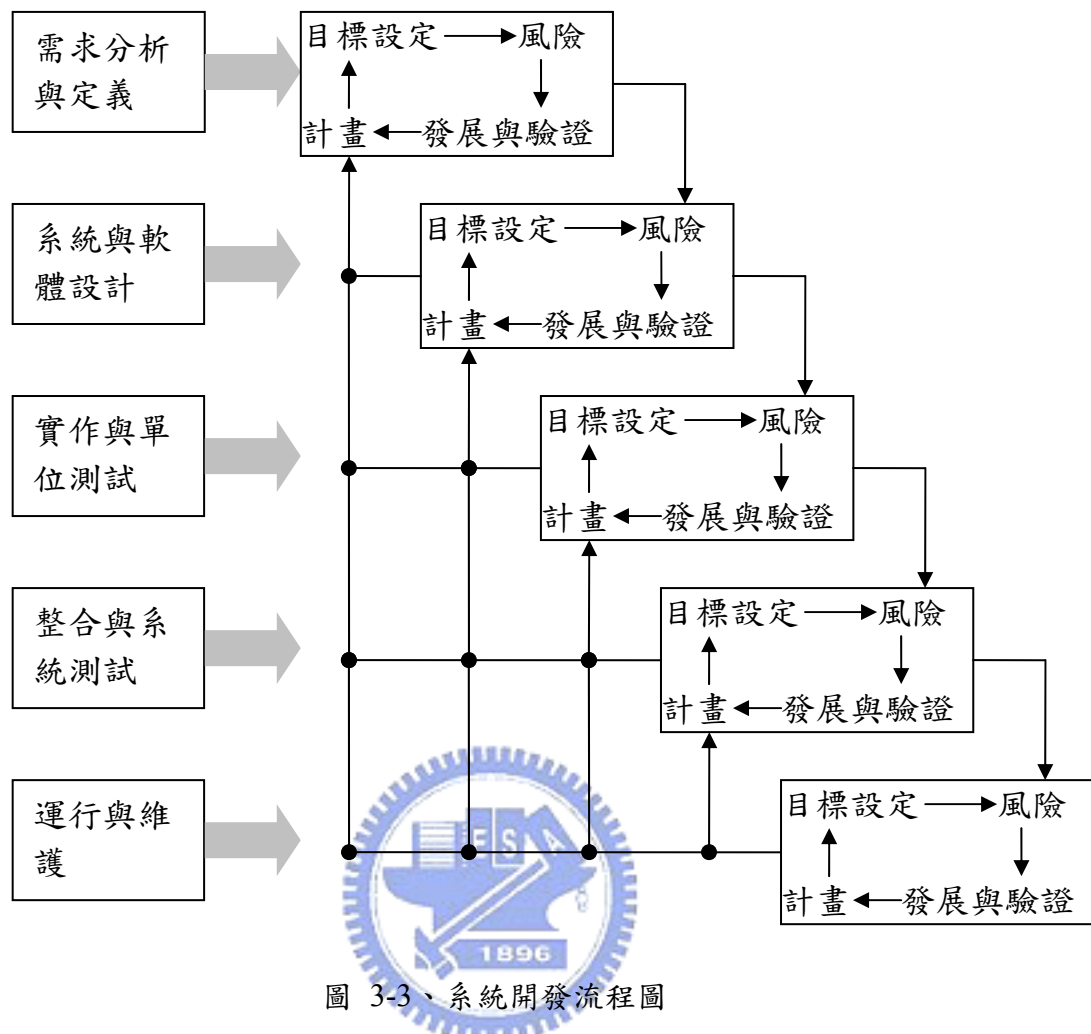 需求分析
與定義
目標設定 風險
計畫 發展與驗證
系統與軟
體設計
目標設定 風險
計畫 發展與驗證
實作與單
位測試
目標設定 風險
計畫 發展與驗證
整合與系
統測試
目標設定 風險
計畫 發展與驗證
運行與維
護
目標設定 風險
計畫 發展與驗證
E S A
1896
圖 3-3、系統開發流程圖